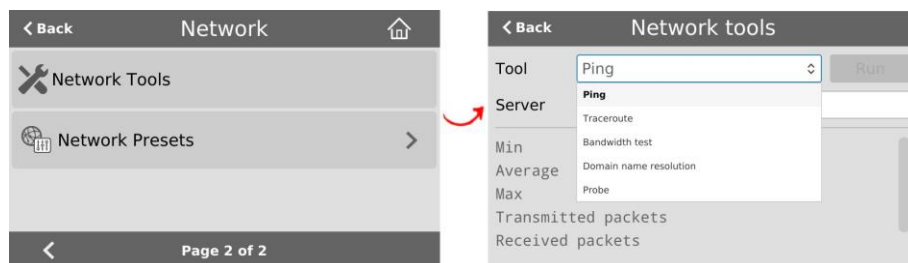 Back
Network
Network Tools
Network Presets
Page 2 of 2
Back
Network tools
Tool
Ping
Run
Server
Ping
Traceroute
Bandwidth test
Domain name resolution
Probe
Min
Average
Max
Transmitted packets
Received packets